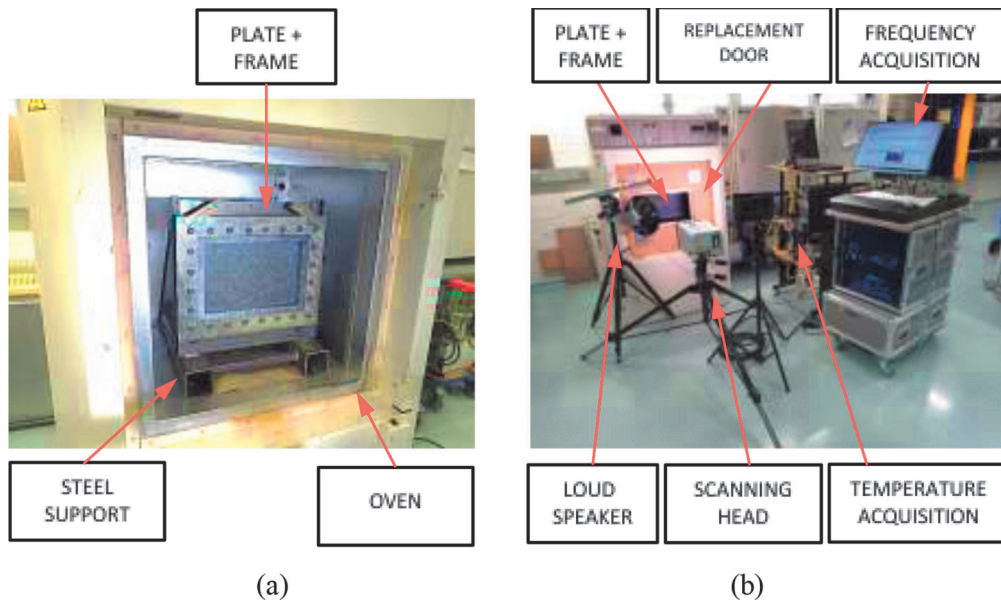 PLATE +
FRAME
PLATE +
FRAME
REPLACEMENT
DOOR
FREQUENCY
ACQUISITION
STEEL
SUPPORT
OVEN
LOUD
SPEAKER
SCANNING
HEAD
TEMPERATURE
ACQUISITION
(a)
(b)